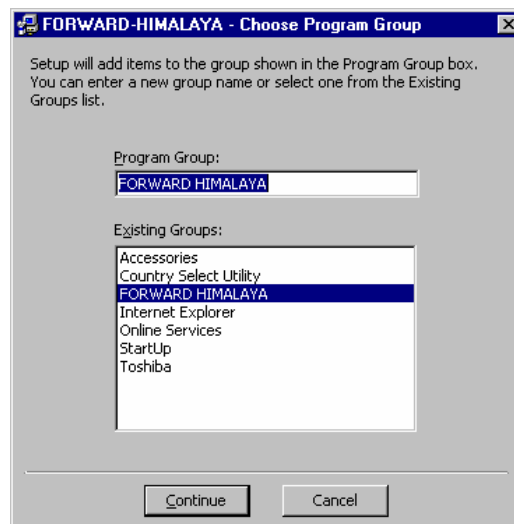 FORWARD-HIMALAYA - Choose Program Group
Setup will add items to the group shown in the Program Group box.
You can enter a new group name or select one from the Existing
Groups list.
Program Group:
FORWARD HIMALAYA
Existing Groups:
Accessories
Country Select Utility
FORWARD HIMALAYA
Internet Explorer
Online Services
StartUp
Toshiba
Continue
Cancel